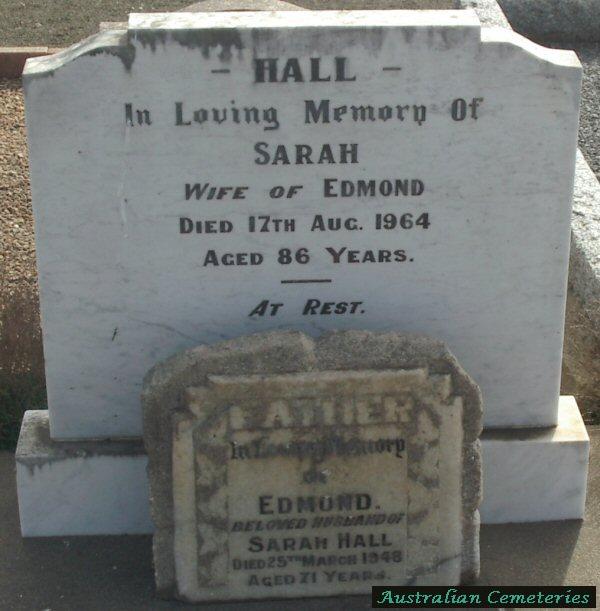 - HALL -
In Loving Memory Of
SARAH
WIFE OF EDMOND
DIED 17TH AUG. 1964
AGED 86 YEARS.
AT REST.
FATHER
In Loving Memory
OF
EDMOND.
BELOVED HUSBAND OF
SARAH HALL
DIED 25TH MARCH 1948
AGED 71 YEARS.
Australian Cemeteries